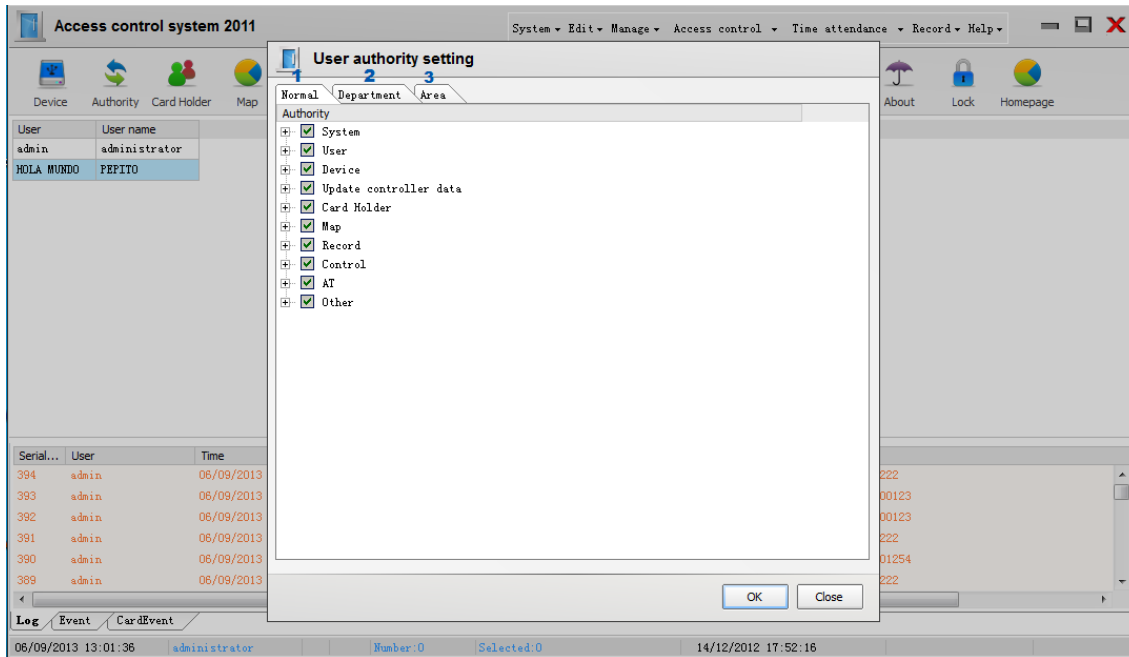 Access control system 2011
System Edit Manage Access control Time attendance Record Help
User authority setting
1 2 3
Device Authority Card Holder Map About Lock Homepage
Normal Department Area
Authority
User User name
admin administrator
HOLA MUNDO PEPITO
System
User
Device
Update controller data
Card Holder
Map
Record
Control
AT
Other
Serial... User Time
394 admin 06/09/2013 222
393 admin 06/09/2013 00123
392 admin 06/09/2013 00123
391 admin 06/09/2013 222
390 admin 06/09/2013 01254
389 admin 06/09/2013 222
OK Close
Log Event CardEvent
06/09/2013 13:01:36 administrator Number:0 Selected:0 14/12/2012 17:52:16